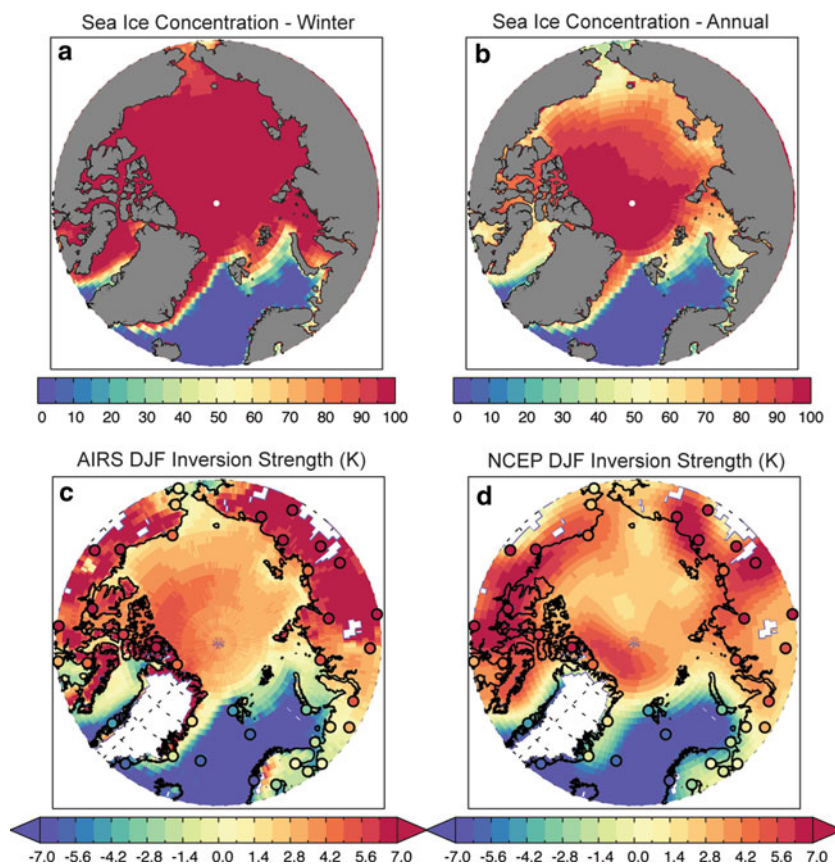 Sea Ice Concentration - Winter
Sea Ice Concentration - Annual
a
b
0 10 20 30 40 50 60 70 80 90 100
0 10 20 30 40 50 60 70 80 90 100
AIRS DJF Inversion Strength (K)
NCEP DJF Inversion Strength (K)
c
d
-7.0 -5.6 -4.2 -2.8 -1.4 0.0 1.4 2.8 4.2 5.6 7.0
-7.0 -5.6 -4.2 -2.8 -1.4 0.0 1.4 2.8 4.2 5.6 7.0